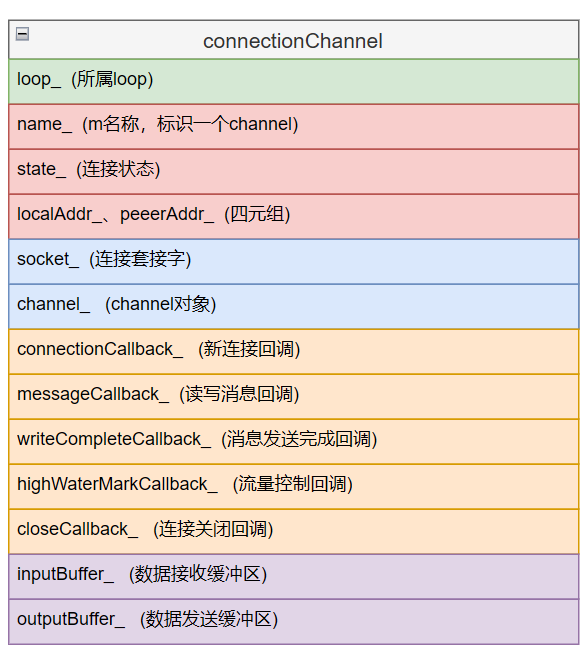 connectionChannel
loop_ (所属loop)
name_ (m名称，标识一个channel)
state_ (连接状态)
localAddr_、peeerAddr_ (四元组)
socket_ (连接套接字)
channel_ (channel对象)
connectionCallback_ (新连接回调)
messageCallback_ (读写消息回调)
writeCompleteCallback_ (消息发送完成回调)
highWaterMarkCallback_ (流量控制回调)
closeCallback_ (连接关闭回调)
inputBuffer_ (数据接收缓冲区)
outputBuffer_ (数据发送缓冲区)